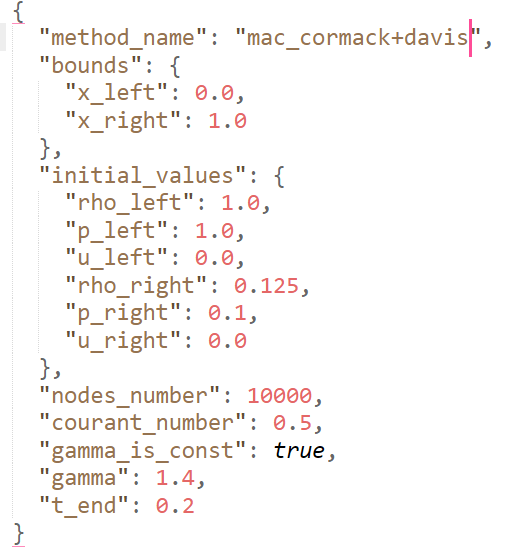 {
  "method_name": "mac_cormack+davis",
  "bounds": {
    "x_left": 0.0,
    "x_right": 1.0
  },
  "initial_values": {
    "rho_left": 1.0,
    "p_left": 1.0,
    "u_left": 0.0,
    "rho_right": 0.125,
    "p_right": 0.1,
    "u_right": 0.0
  },
  "nodes_number": 10000,
  "courant_number": 0.5,
  "gamma_is_const": true,
  "gamma": 1.4,
  "t_end": 0.2
}